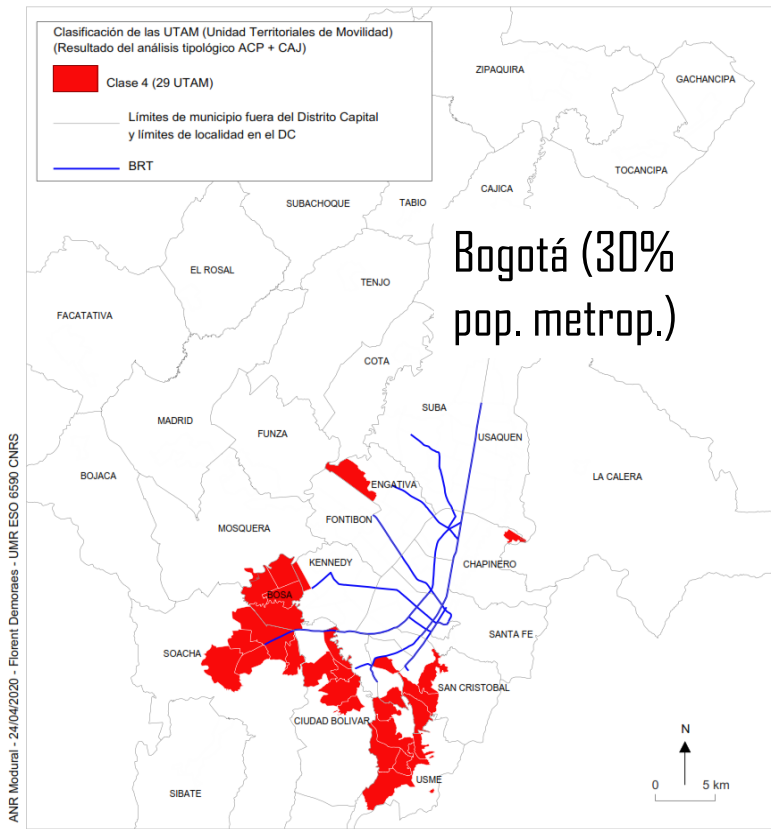 Clasificación de las UTAM (Unidad Territoriales de Movilidad)
(Resultado del análisis tipológico ACP + CAJ)
Clase 4 (29 UTAM)
Límites de municipio fuera del Distrito Capital
y límites de localidad en el DC
BRT
ZIPAQUIRA
GACHANCIPA
TOCANCIPA
CAJICA
SUBACHOQUE
TABIO
Bogotá (30%
pop. metrop.)
EL ROSAL
TENJO
FACATATIVA
COTA
SUBA
MADRID
FUNZA
USAQUEN
BOJACA
LA CALERA
ENGATIVA
MOSQUERA
FONTIBON
KENNEDY
CHAPINERO
BOSA
SANTA FE
SOACHA
SAN CRISTOBAL
CIUDAD BOLIVAR
USME
SIBATE
N
0 5 km
ANR Modural - 24/04/2020 - Florent Demoraes - UMR ESO 6590 CNRS